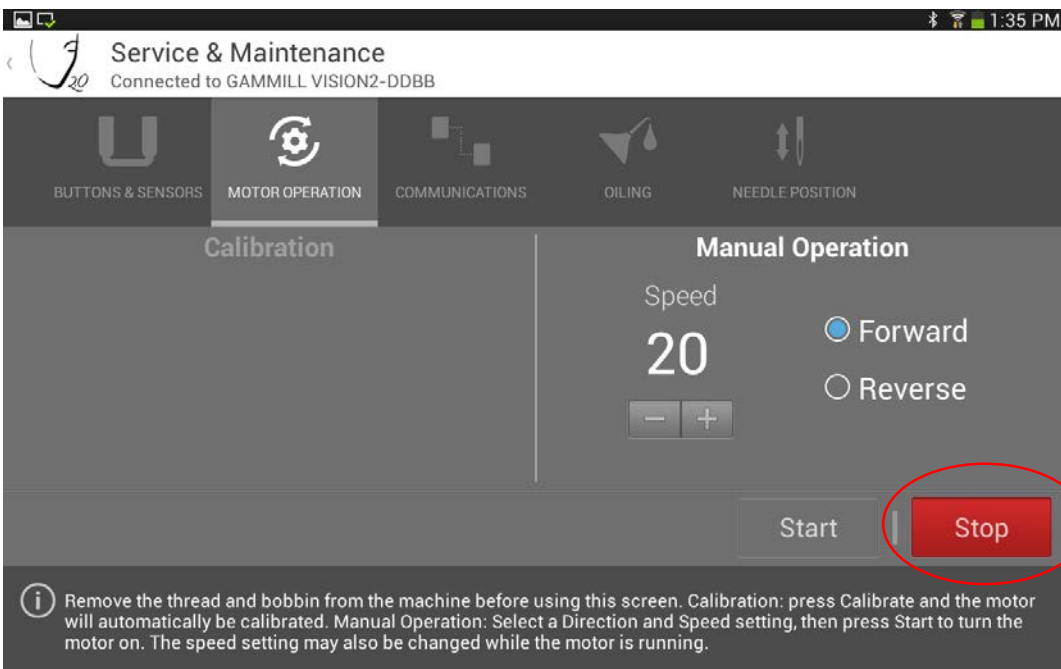 1:35 PM
Service & Maintenance
20
Connected to GAMMILL VISION2-DDBB
BUTTONS & SENSORS
MOTOR OPERATION
COMMUNICATIONS
OILING
NEEDLE POSITION
Calibration
Manual Operation
Speed
20
Forward
Reverse
Start
Stop
Remove the thread and bobbin from the machine before using this screen. Calibration: press Calibrate and the motor
will automatically be calibrated. Manual Operation: Select a Direction and Speed setting, then press Start to turn the
motor on. The speed setting may also be changed while the motor is running.